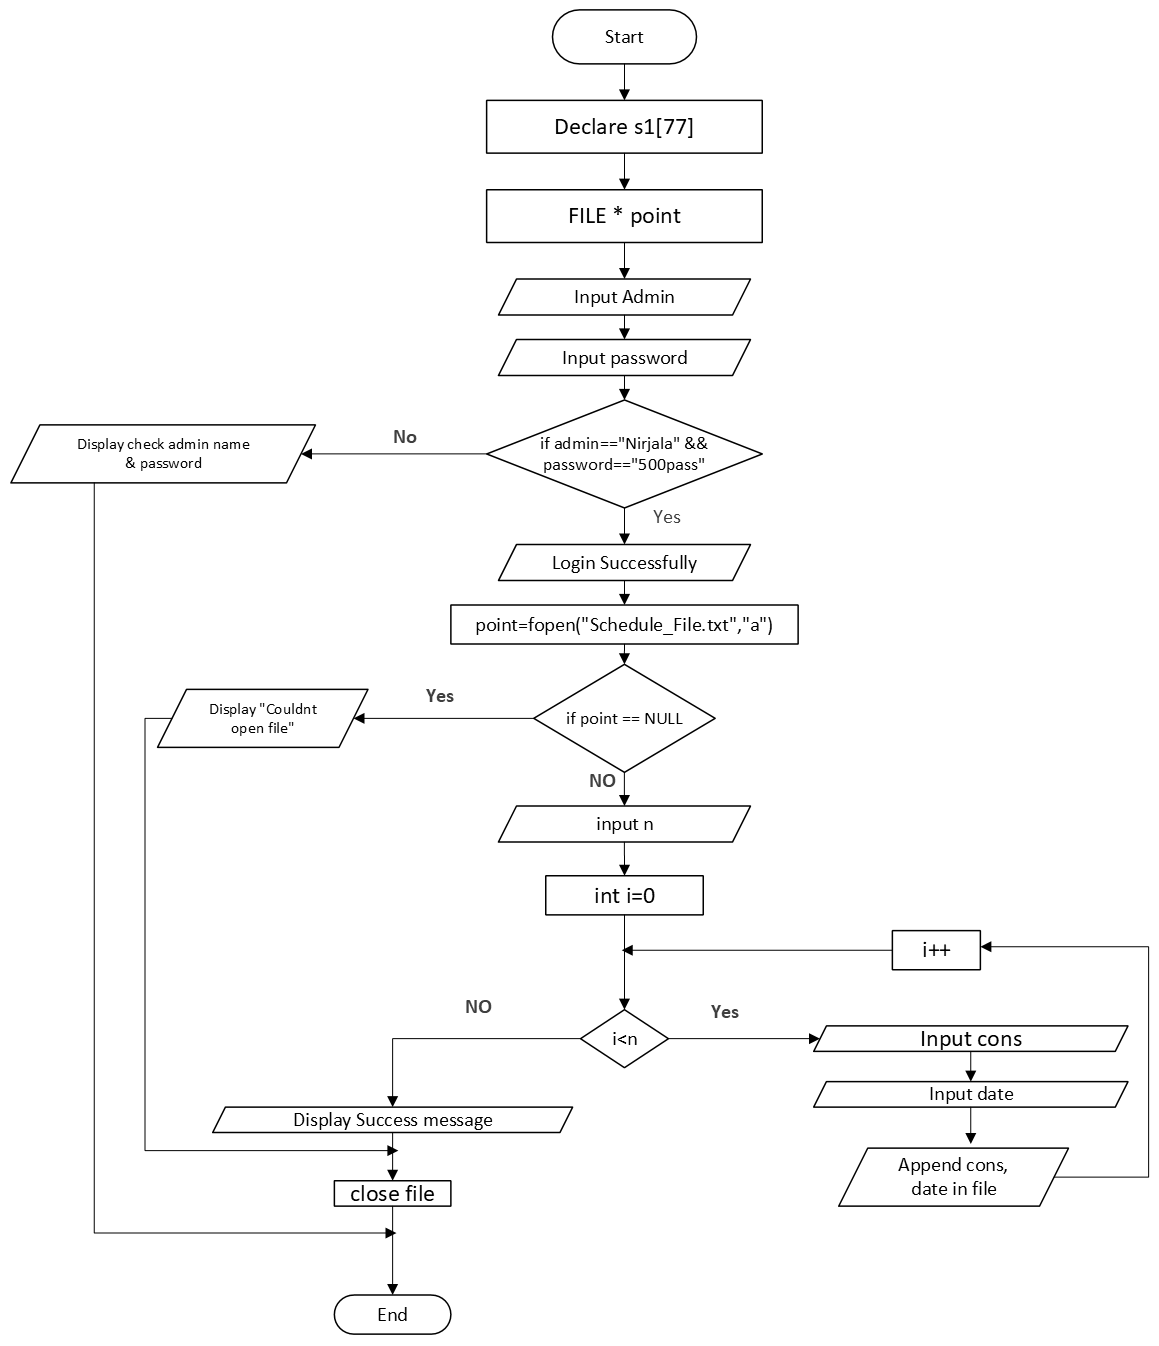 Start
Declare s1[77]
FILE * point
Input Admin
Input password
if admin=="Nirjala" &&
password=="500pass"
No
Display check admin name
& password
Yes
Login Successfully
point=fopen("Schedule_File.txt","a")
if point == NULL
Yes
Display "Couldnt
open file"
NO
input n
int i=0
i++
i<n
NO
Yes
Input cons
Input date
Append cons,
date in file
Display Success message
close file
End